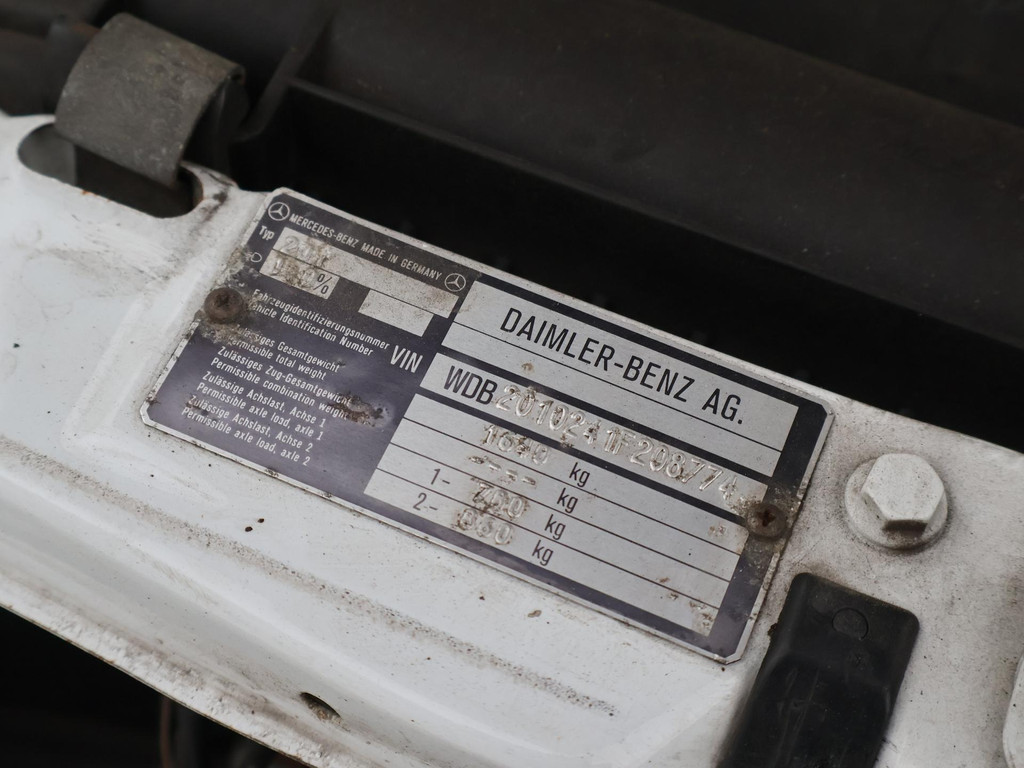 MERCEDES-BENZ MADE IN GERMANY
Typ
%
Fahrzeugidentifizierungsnummer
Vehicle Identification Number
VIN
Zulässiges Gesamtgewicht
Permissible total weight
Zulässiges Zug-Gesamtgewicht
Permissible combination weight
Zulässige Achslast, Achse 1
Permissible axle load, axle 1
Zulässige Achslast, Achse 2
Permissible axle load, axle 2
DAIMLER-BENZ AG.
WDB2010241F208774
kg
--- kg
1- 700 kg
2- kg